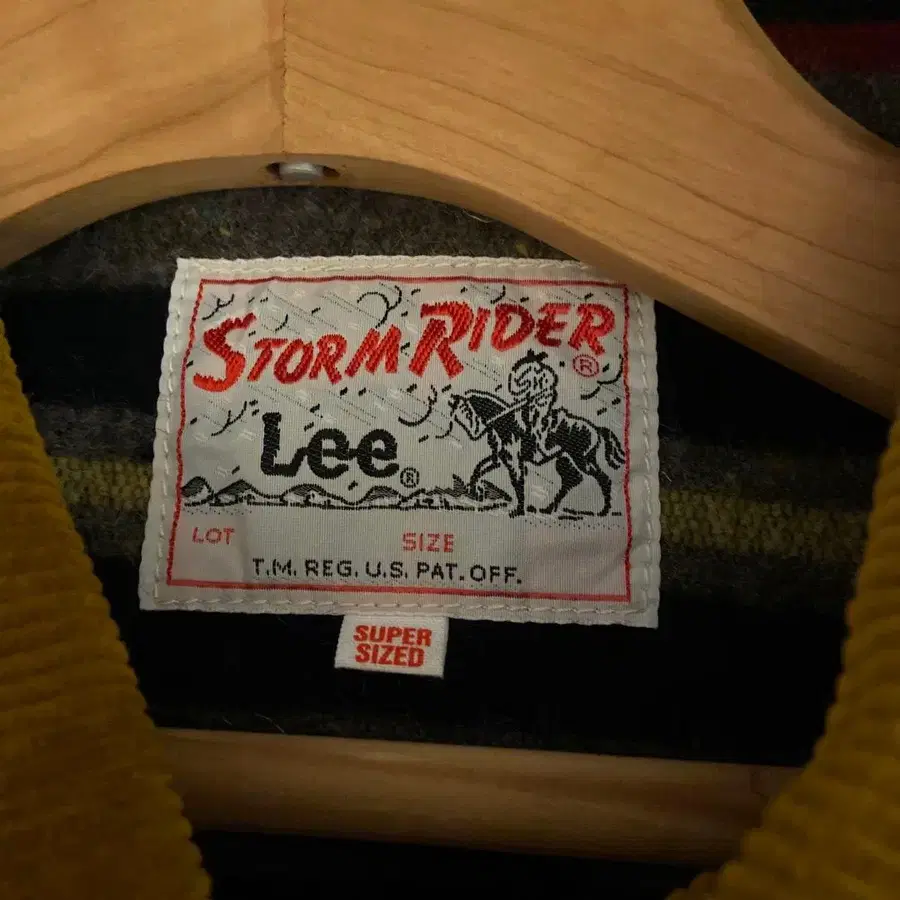 STORM RIDER ®
Lee ®
LOT SIZE
T.M. REG. U.S. PAT. OFF.
SUPER
SIZED